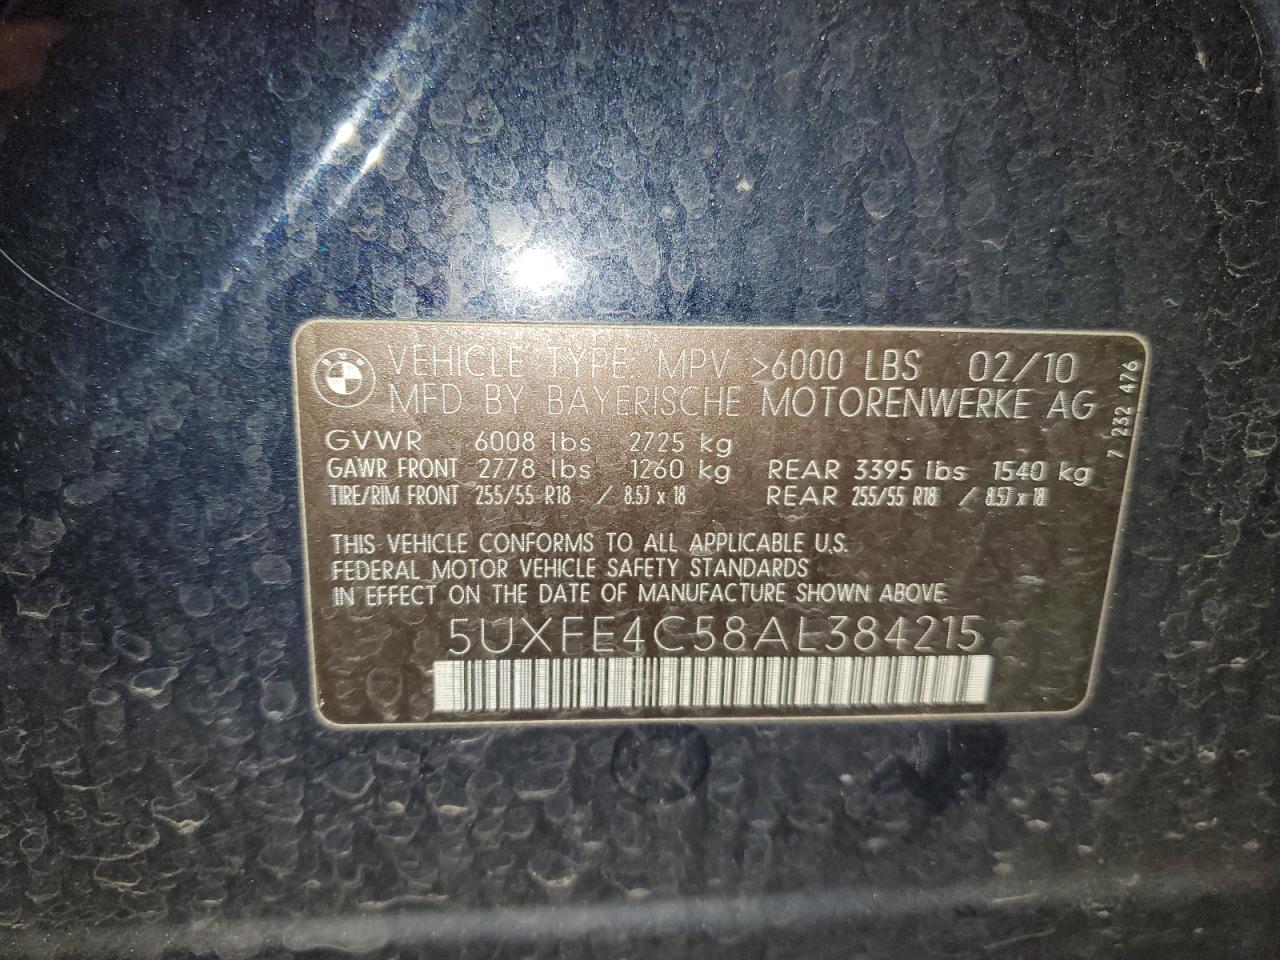 VEHICLE TYPE MPV >6000 LBS 02/10
MFD BY BAYERISCHE MOTORENWERKE AG
7 232 476
GVWR 6008 lbs 2725 kg
GAWR FRONT 2778 lbs 1260 kg REAR 3395 lbs 1540 kg
TIRE/RIM FRONT 255/55 R18 / 8.5J x 18 REAR 255/55 R18 / 8.5J x 18
THIS VEHICLE CONFORMS TO ALL APPLICABLE U.S.
FEDERAL MOTOR VEHICLE SAFETY STANDARDS
IN EFFECT ON THE DATE OF MANUFACTURE SHOWN ABOVE.
5UXFE4C58AL384215